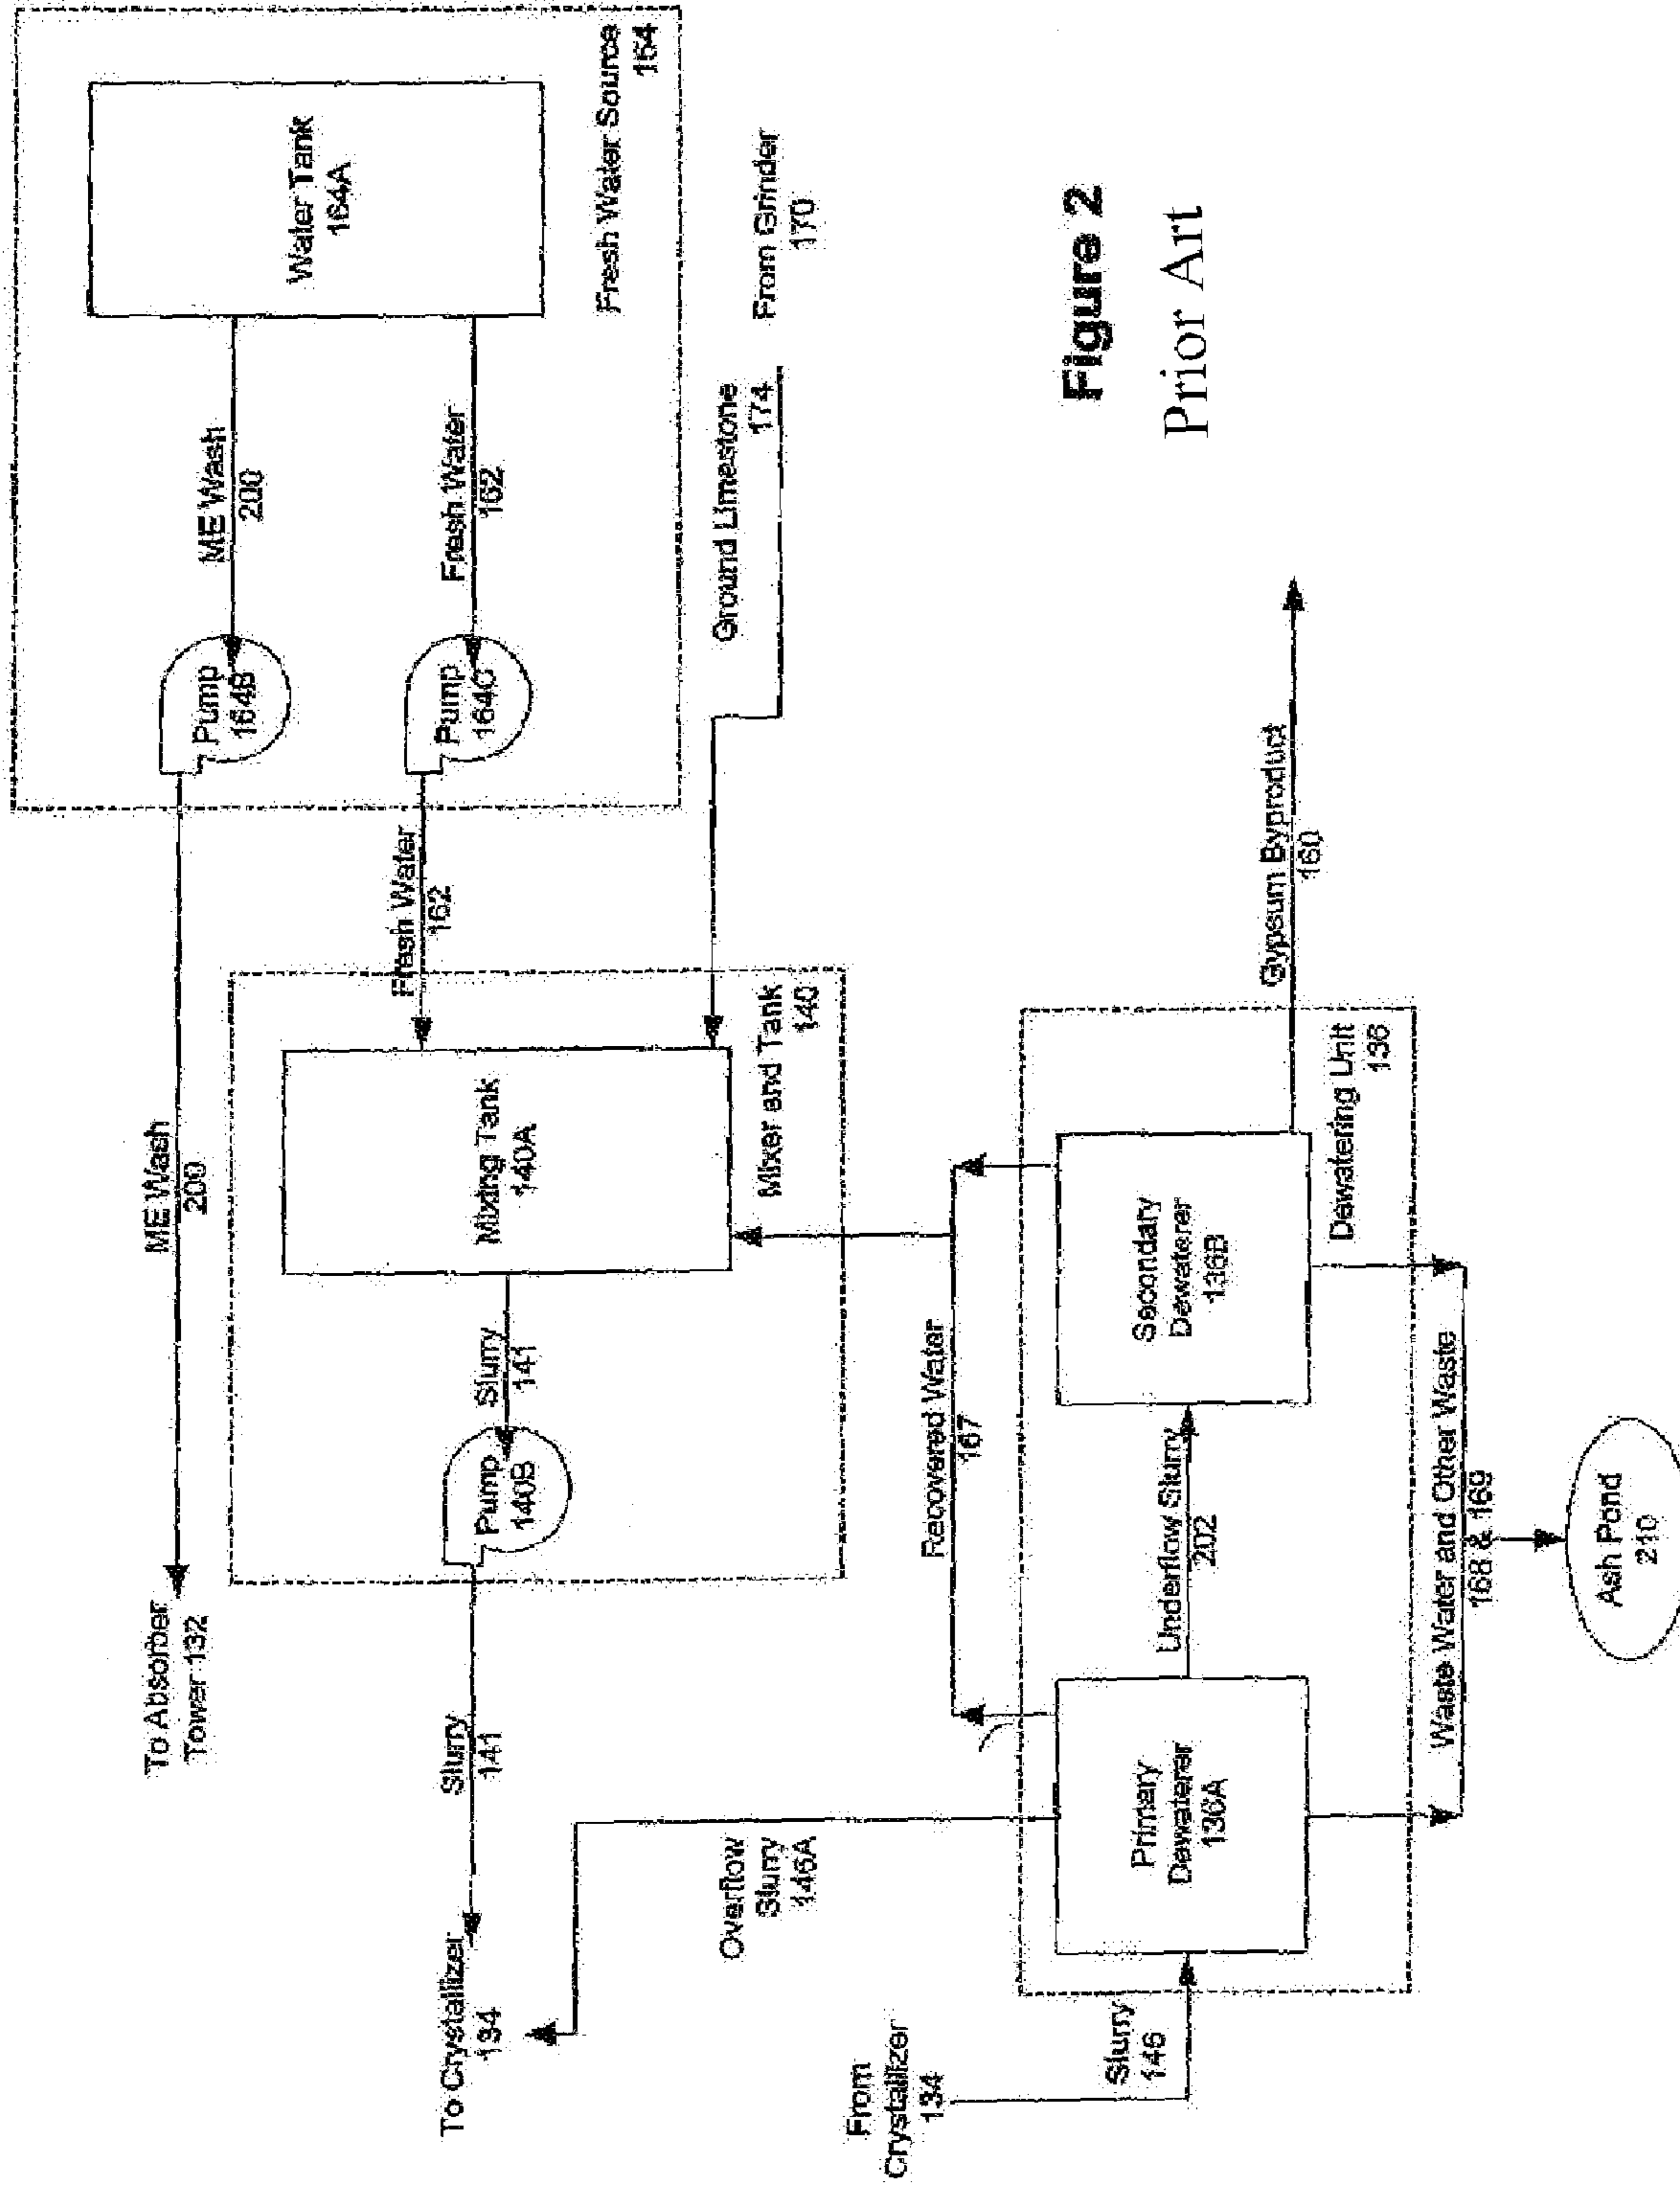 To Absorber
Tower 132
ME Wash
200
ME Wash
200
Pump
164B
Water Tank
164A
Fresh Water
162
Pump
164C
Fresh Water
162
Fresh Water Source
164
To Crystallizer
134
Slurry
141
Pump
140B
Slurry
141
Mixing Tank
140A
Mixer and Tank
140
Ground Limestone
174
From Grinder
170
Overflow
Slurry
146A
Recovered Water
167
From
Crystallizer
134
Slurry
146
Primary
Dewaterer
136A
Underflow Slurry
202
Secondary
Dewaterer
136B
Dewatering Unit
136
Gypsum Byproduct
160
Waste Water and Other Waste
168 & 169
Ash Pond
210
Figure 2
Prior Art